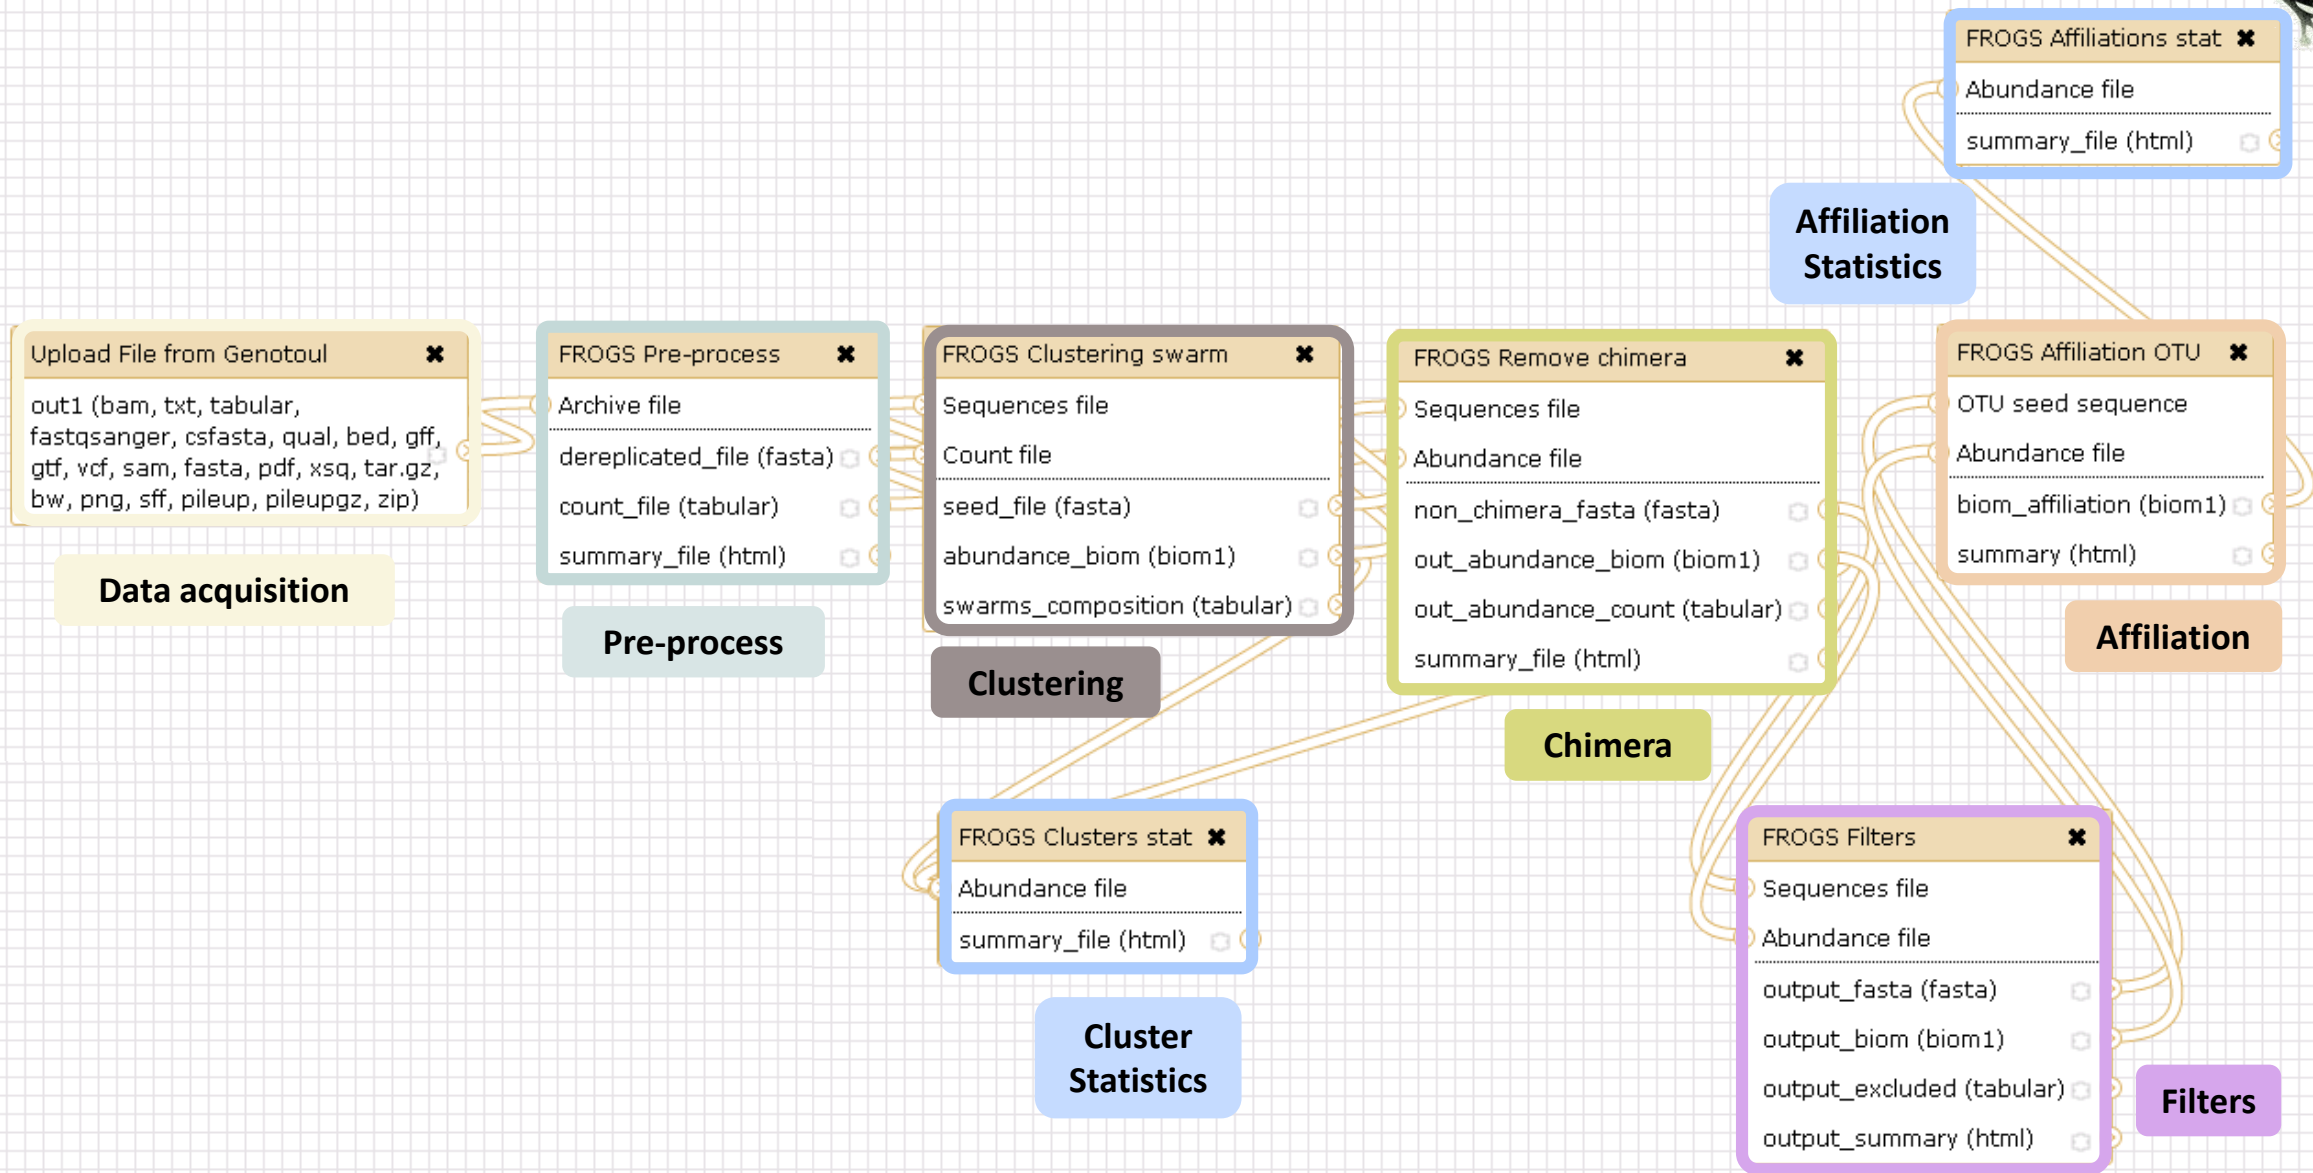 FROGS Affiliations stat
Abundance file
summary_file (html)
Affiliation
Statistics
Upload File from Genotoul
out1 (bam, txt, tabular,
fastqsanger, csfasta, qual, bed, gff,
gtf, vcf, sam, fasta, pdf, xsq, tar.gz,
bw, png, sff, pileup, pileupgz, zip)
Data acquisition
FROGS Pre-process
Archive file
dereplicated_file (fasta)
count_file (tabular)
summary_file (html)
Pre-process
FROGS Clustering swarm
Sequences file
Count file
seed_file (fasta)
abundance_biom (biom1)
swarms_composition (tabular)
Clustering
FROGS Remove chimera
Sequences file
Abundance file
non_chimera_fasta (fasta)
out_abundance_biom (biom1)
out_abundance_count (tabular)
summary_file (html)
Chimera
FROGS Affiliation OTU
OTU seed sequence
Abundance file
biom_affiliation (biom1)
summary (html)
Affiliation
FROGS Clusters stat
Abundance file
summary_file (html)
Cluster
Statistics
FROGS Filters
Sequences file
Abundance file
output_fasta (fasta)
output_biom (biom1)
output_excluded (tabular)
output_summary (html)
Filters